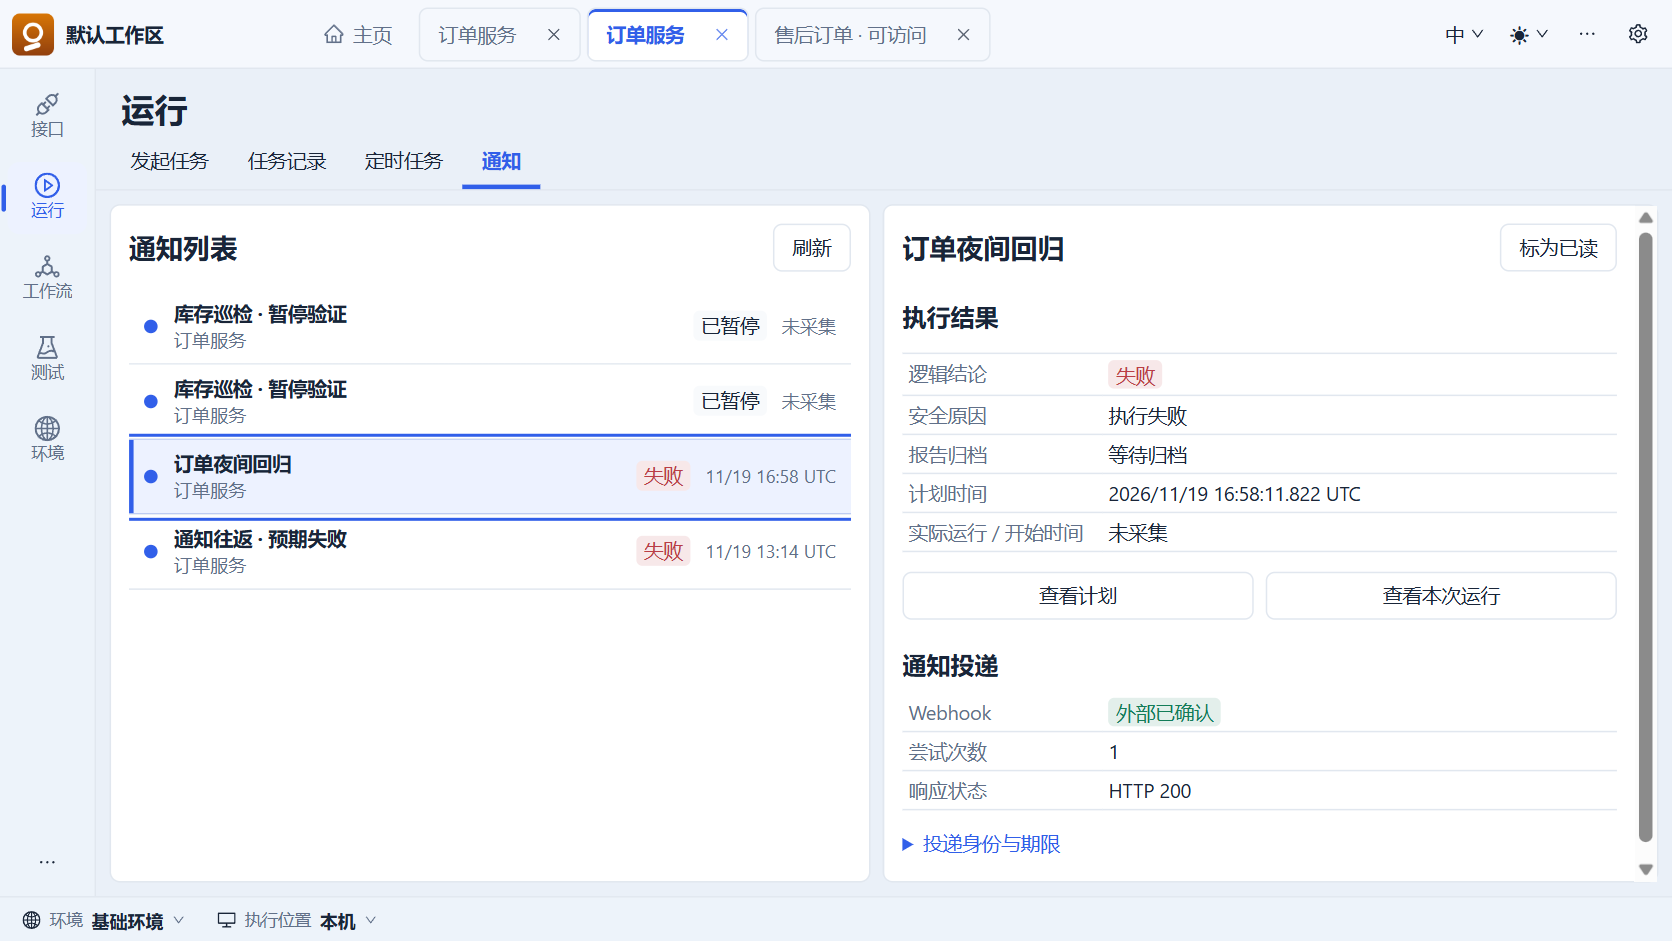 默认工作区
主页
订单服务
订单服务
售后订单 · 可访问
中
接口
运行
工作流
测试
环境
运行
发起任务
任务记录
定时任务
通知
通知列表
刷新
库存巡检 · 暂停验证
订单服务
已暂停
未采集
库存巡检 · 暂停验证
订单服务
已暂停
未采集
订单夜间回归
订单服务
失败
11/19 16:58 UTC
通知往返 · 预期失败
订单服务
失败
11/19 13:14 UTC
订单夜间回归
标为已读
执行结果
逻辑结论 失败
安全原因 执行失败
报告归档 等待归档
计划时间 2026/11/19 16:58:11.822 UTC
实际运行 / 开始时间 未采集
查看计划
查看本次运行
通知投递
Webhook 外部已确认
尝试次数 1
响应状态 HTTP 200
投递身份与期限
环境 基础环境
执行位置 本机